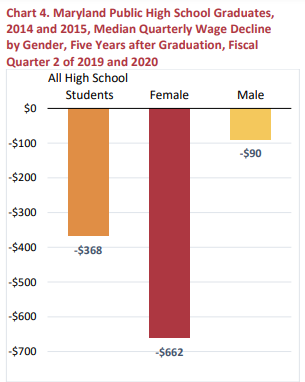 Chart 4. Maryland Public High School Graduates,
2014 and 2015, Median Quarterly Wage Decline
by Gender, Five Years after Graduation, Fiscal
Quarter 2 of 2019 and 2020
All High School
Students Female Male
$0
-$100
-$90
-$200
-$300
-$400
-$368
-$500
-$600
-$700
-$662